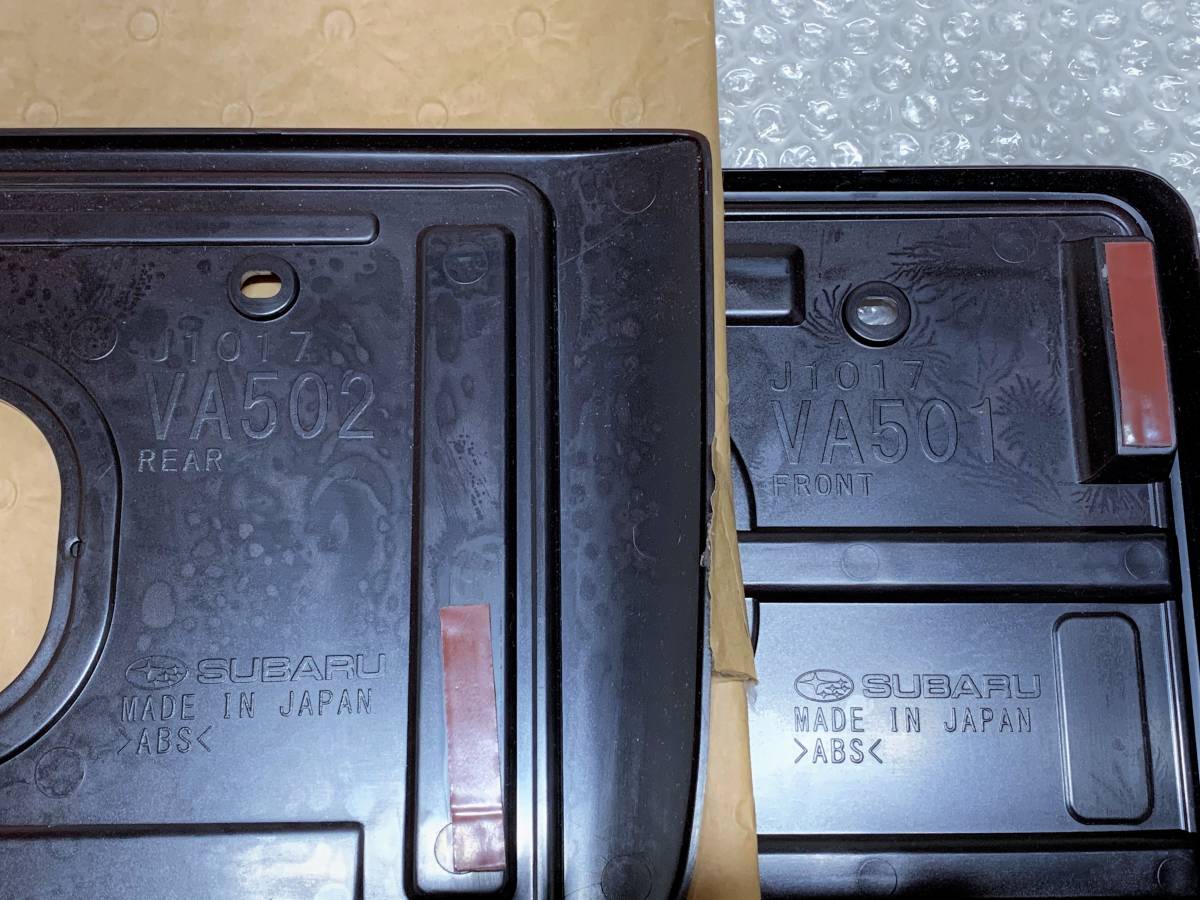 J1017
VA502
REAR
SUBARU
MADE IN JAPAN
>ABS<
J1017
VA501
FRONT
SUBARU
MADE IN JAPAN
>ABS<